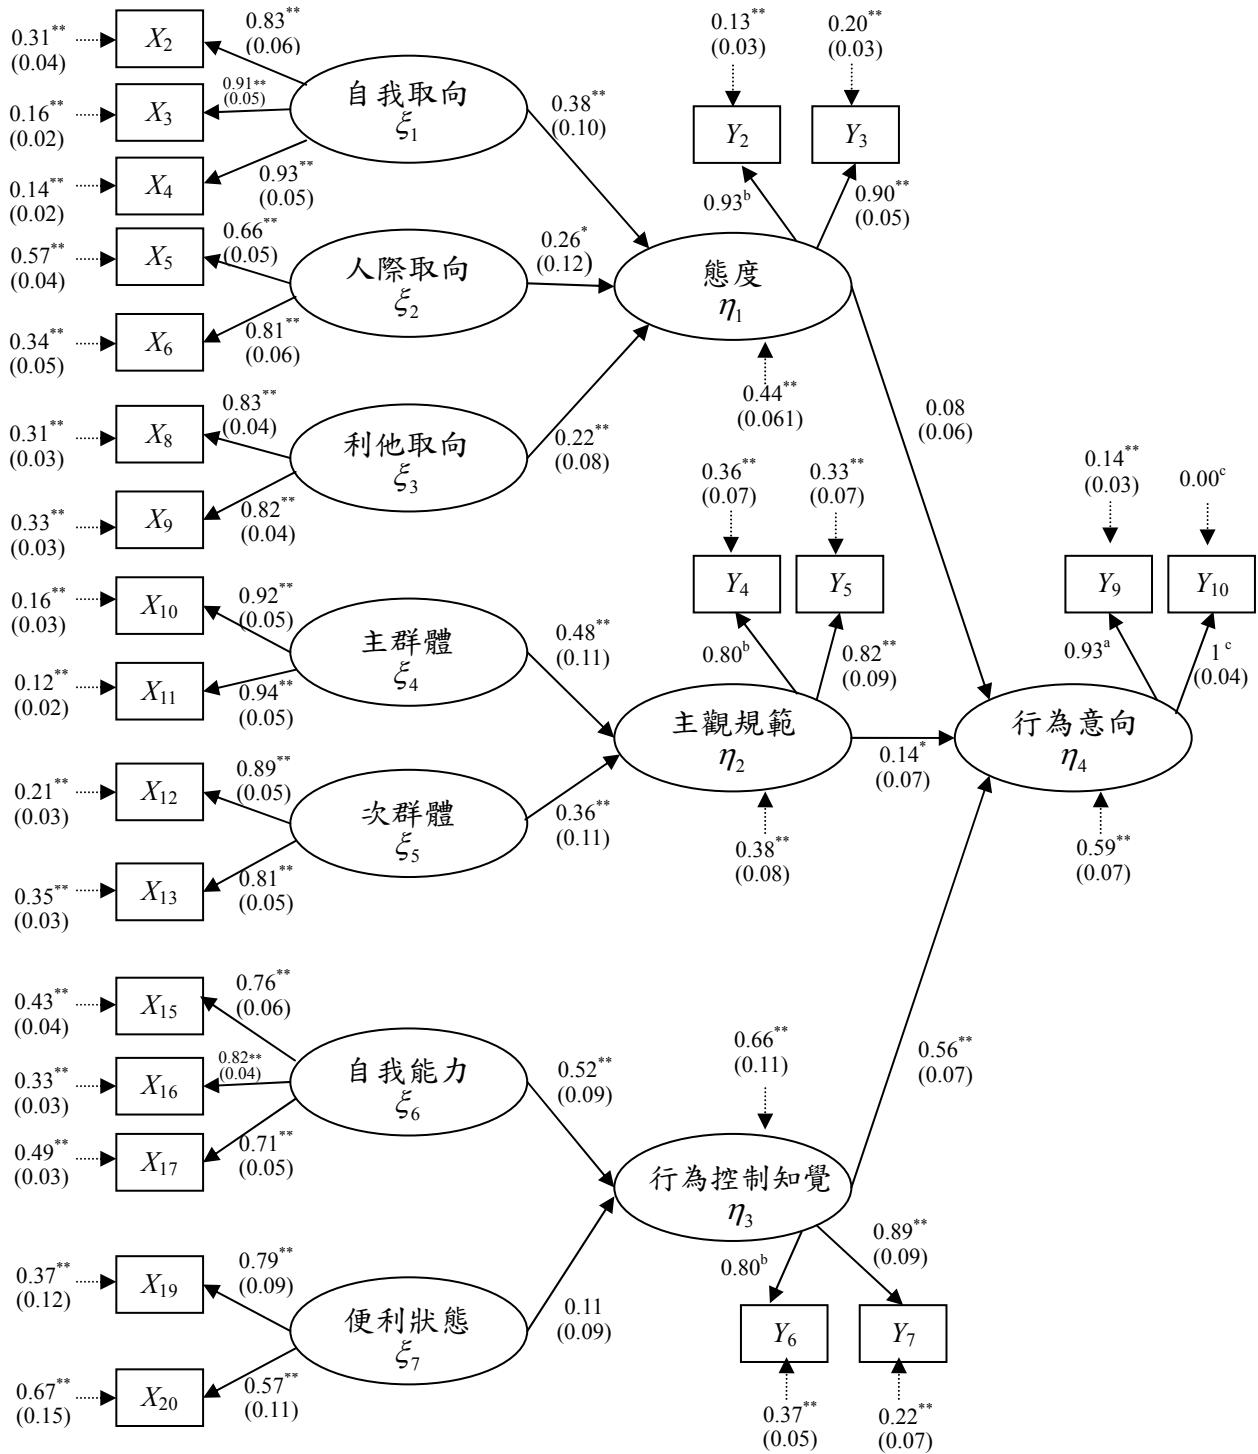 0.31**
(0.04)
X2
0.83**
(0.06)
0.16**
(0.02)
X3
0.91**
(0.05)
0.14**
(0.02)
X4
0.93**
(0.05)
自我取向
ξ1
0.38**
(0.10)
0.13**
(0.03)
0.20**
(0.03)
Y2
Y3
0.93b
0.90**
(0.05)
0.57**
(0.04)
X5
0.66**
(0.05)
0.34**
(0.05)
X6
0.81**
(0.06)
人際取向
ξ2
0.26*
(0.12)
態度
η1
0.44**
(0.061)
0.31**
(0.03)
X8
0.83**
(0.04)
0.33**
(0.03)
X9
0.82**
(0.04)
利他取向
ξ3
0.22**
(0.08)
0.08
(0.06)
0.36**
(0.07)
0.33**
(0.07)
Y4
Y5
0.80b
0.82**
(0.09)
0.14**
(0.03)
0.00c
Y9
Y10
0.93a
1c
(0.04)
0.16**
(0.03)
X10
0.92**
(0.05)
0.12**
(0.02)
X11
0.94**
(0.05)
主群體
ξ4
0.48**
(0.11)
主觀規範
η2
0.14*
(0.07)
行為意向
η4
0.38**
(0.08)
0.59**
(0.07)
0.21**
(0.03)
X12
0.89**
(0.05)
0.35**
(0.03)
X13
0.81**
(0.05)
次群體
ξ5
0.36**
(0.11)
0.43**
(0.04)
X15
0.76**
(0.06)
0.33**
(0.03)
X16
0.82**
(0.04)
0.49**
(0.03)
X17
0.71**
(0.05)
自我能力
ξ6
0.52**
(0.09)
0.66**
(0.11)
0.56**
(0.07)
行為控制知覺
η3
0.80b
0.89**
(0.09)
0.37**
(0.12)
X19
0.79**
(0.09)
0.67**
(0.15)
X20
0.57**
(0.11)
便利狀態
ξ7
0.11
(0.09)
Y6
Y7
0.37**
(0.05)
0.22**
(0.07)